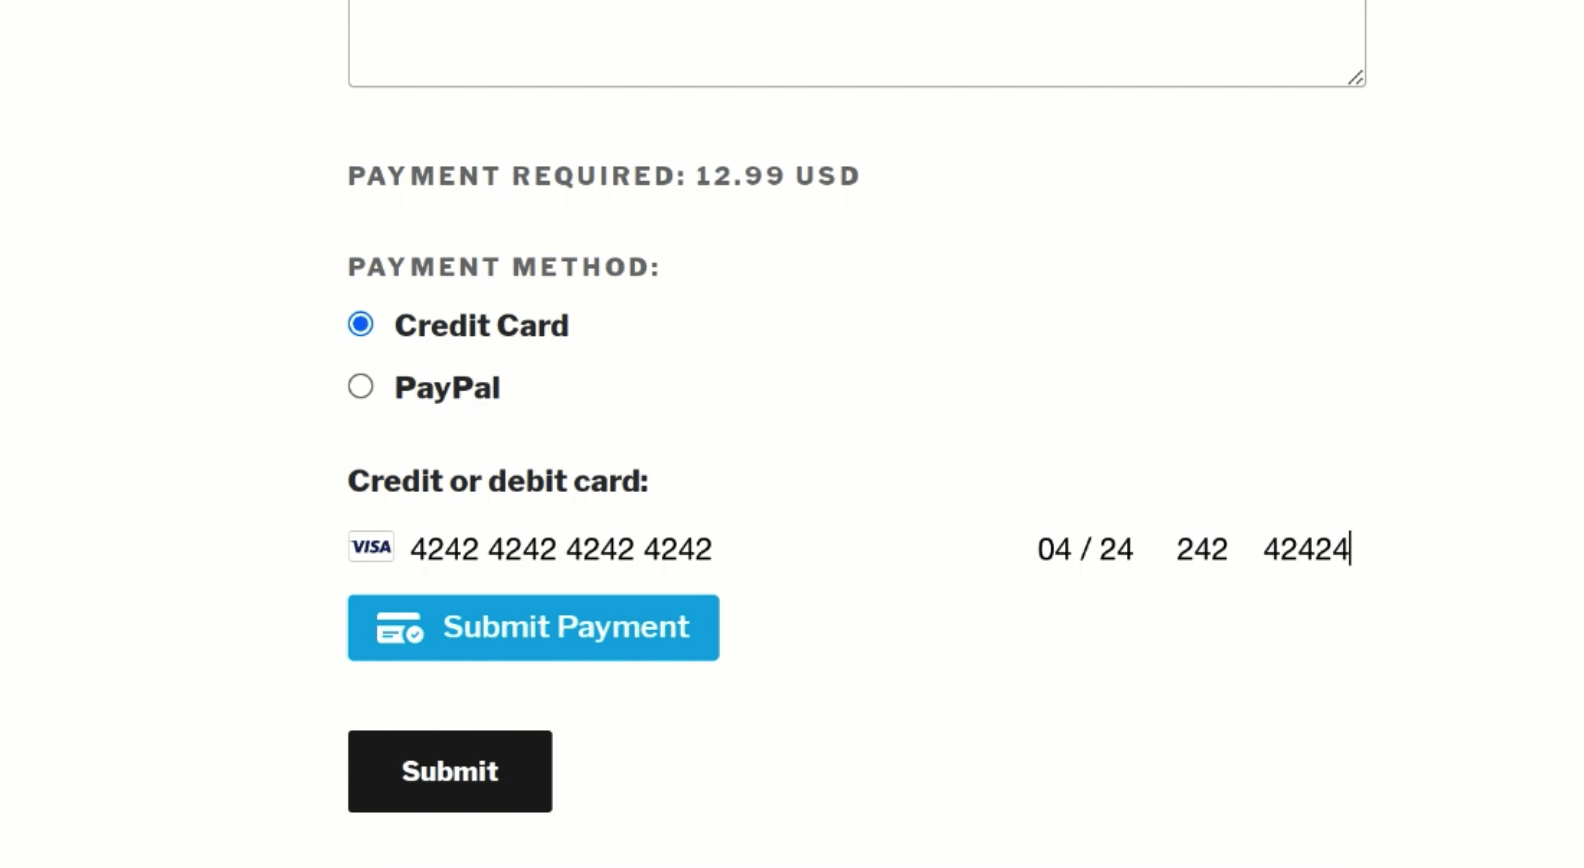 PAYMENT REQUIRED: 12.99 USD
PAYMENT METHOD:
Credit Card
PayPal
Credit or debit card:
VISA 4242 4242 4242 4242 04 / 24 242 42424
Submit Payment
Submit